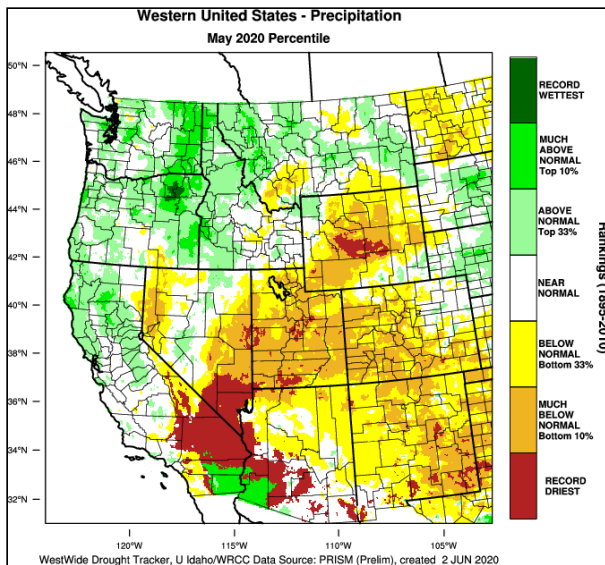 Western United States - Precipitation
May 2020 Percentile
50°N
48°N
46°N
44°N
42°N
40°N
38°N
36°N
34°N
32°N
120°W
115°W
110°W
105°W
RECORD
WETTEST
MUCH
ABOVE
NORMAL
Top 10%
ABOVE
NORMAL
Top 33%
NEAR
NORMAL
BELOW
NORMAL
Bottom 33%
MUCH
BELOW
NORMAL
Bottom 10%
RECORD
DRIEST
Rankings (1895-2010)
WestWide Drought Tracker, U Idaho/WRCC Data Source: PRISM (Prelim), created 2 JUN 2020